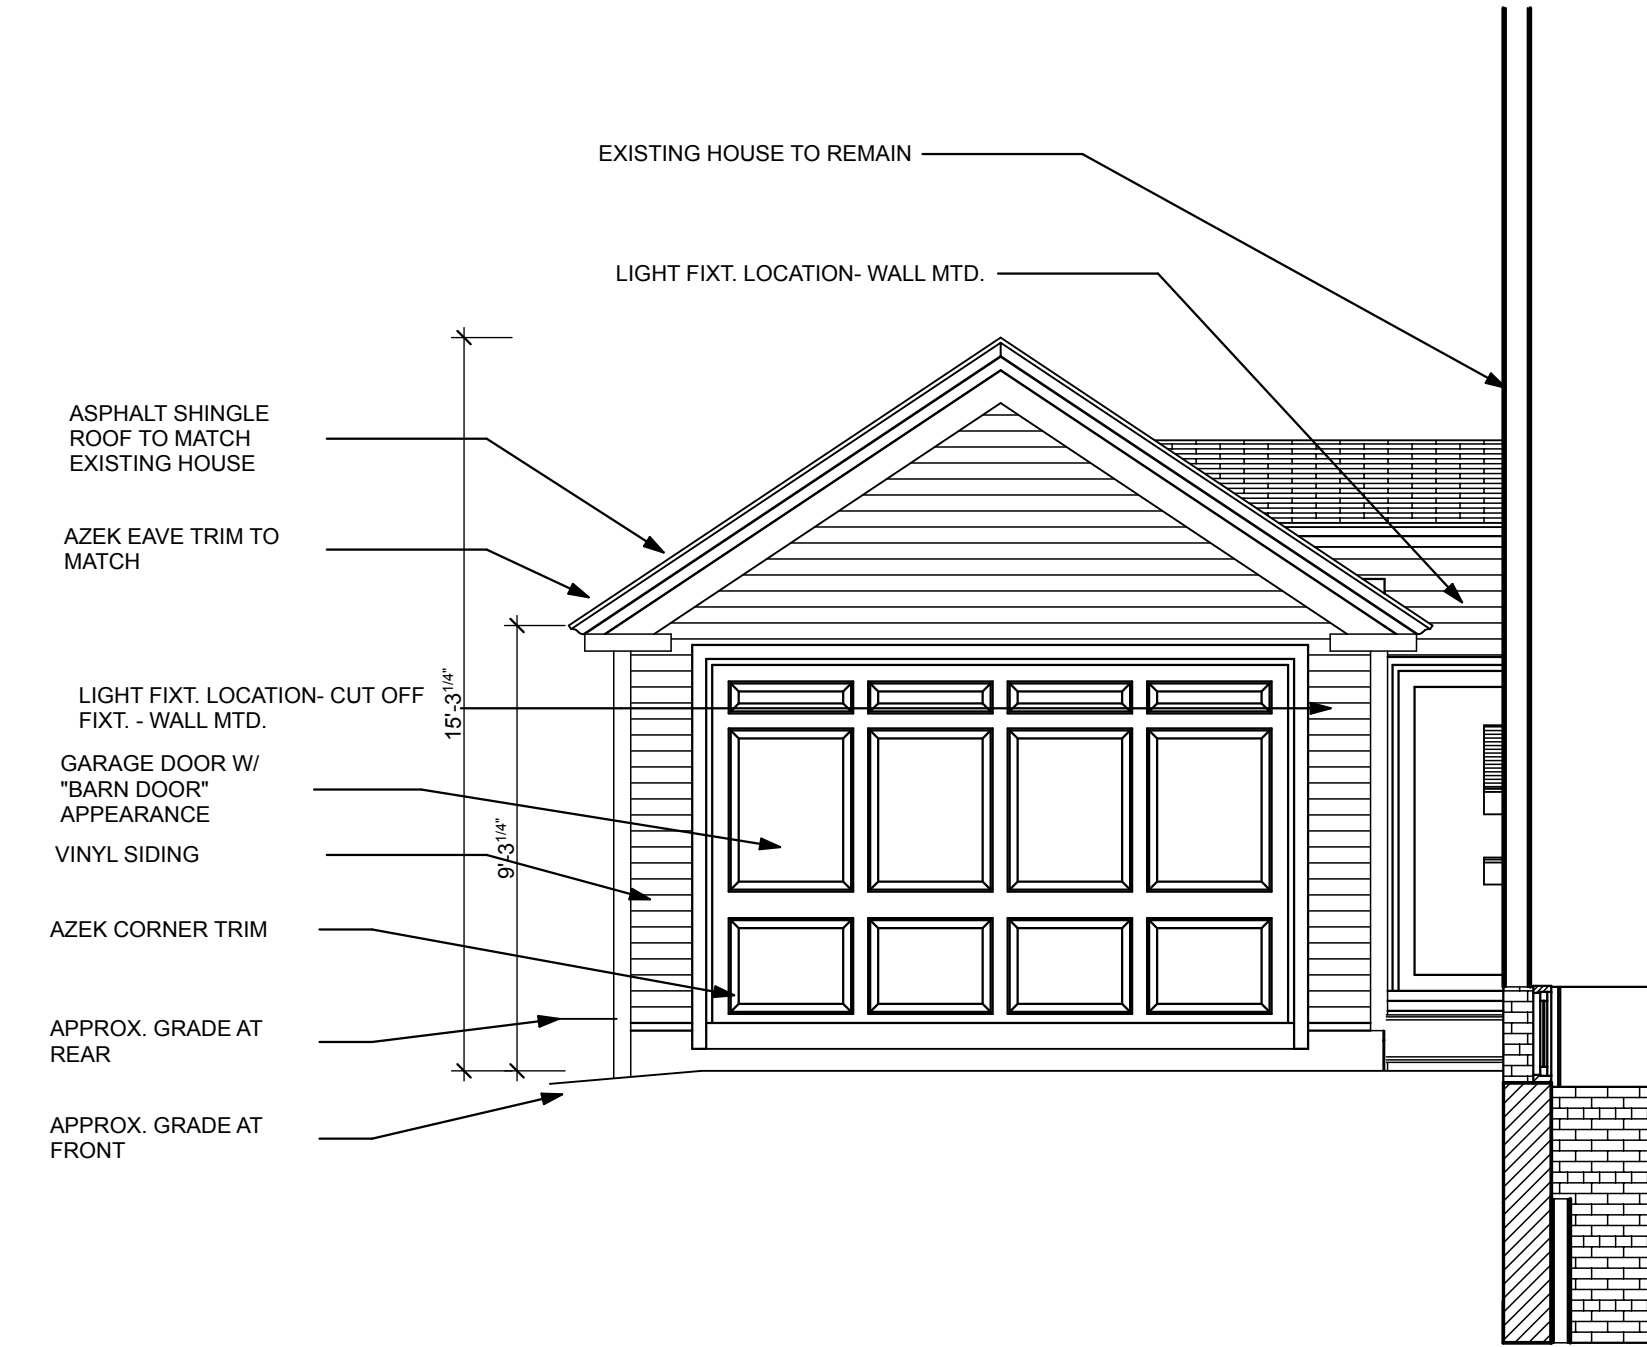 EXISTING HOUSE TO REMAIN
LIGHT FIXT. LOCATION- WALL MTD.
ASPHALT SHINGLE
ROOF TO MATCH
EXISTING HOUSE
AZEK EAVE TRIM TO
MATCH
15'-3 1/4"
LIGHT FIXT. LOCATION- CUT OFF
FIXT. - WALL MTD.
GARAGE DOOR W/
"BARN DOOR"
APPEARANCE
9'-3 1/4"
VINYL SIDING
AZEK CORNER TRIM
APPROX. GRADE AT
REAR
APPROX. GRADE AT
FRONT